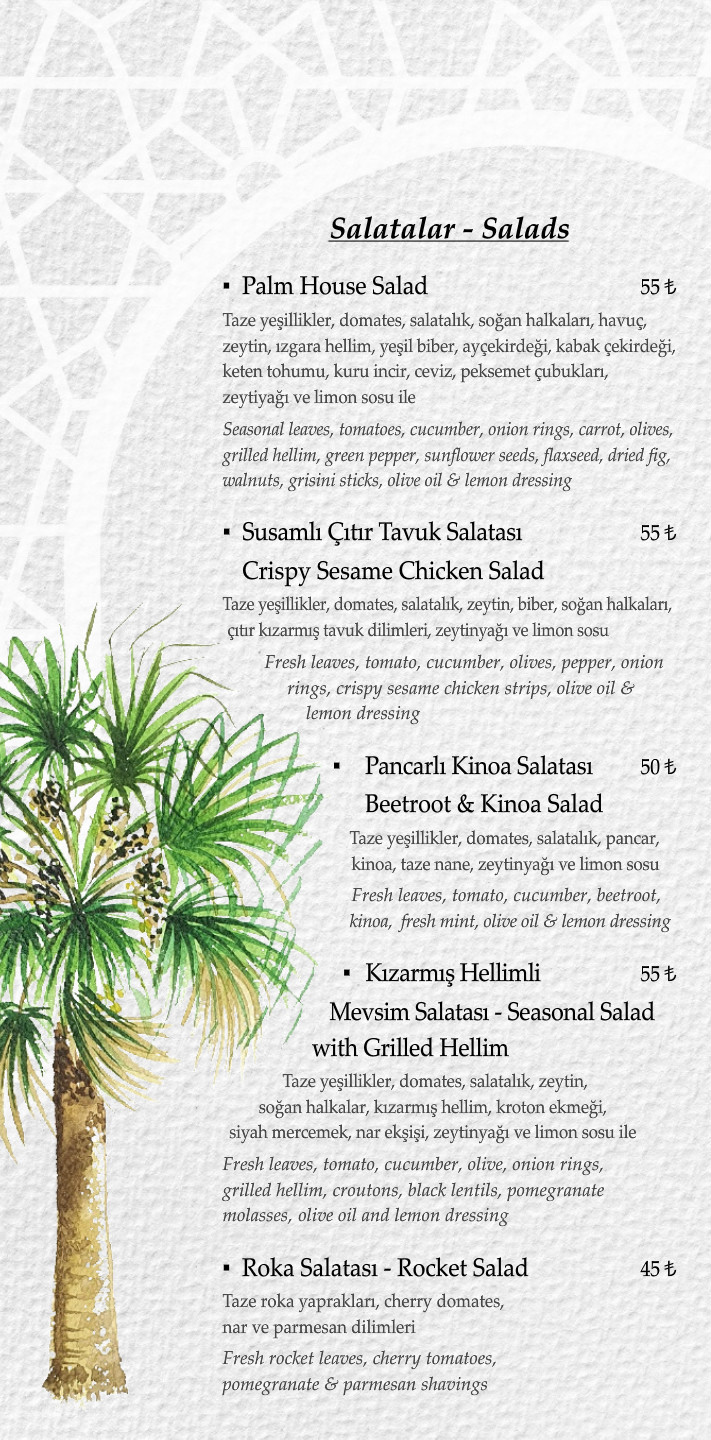 Salatalar - Salads
▪ Palm House Salad 55 ₺
Taze yeşillikler, domates, salatalık, soğan halkaları, havuç,
zeytin, ızgara hellim, yeşil biber, ayçekirdeği, kabak çekirdeği,
keten tohumu, kuru incir, ceviz, peksemet çubukları,
zeytiyağı ve limon sosu ile
Seasonal leaves, tomatoes, cucumber, onion rings, carrot, olives,
grilled hellim, green pepper, sunflower seeds, flaxseed, dried fig,
walnuts, grisini sticks, olive oil & lemon dressing
▪ Susamlı Çıtır Tavuk Salatası 55 ₺
Crispy Sesame Chicken Salad
Taze yeşillikler, domates, salatalık, zeytin, biber, soğan halkaları,
çıtır kızarmış tavuk dilimleri, zeytinyağı ve limon sosu
Fresh leaves, tomato, cucumber, olives, pepper, onion
rings, crispy sesame chicken strips, olive oil &
lemon dressing
▪ Pancarlı Kinoa Salatası 50 ₺
Beetroot & Kinoa Salad
Taze yeşillikler, domates, salatalık, pancar,
kinoa, taze nane, zeytinyağı ve limon sosu
Fresh leaves, tomato, cucumber, beetroot,
kinoa, fresh mint, olive oil & lemon dressing
▪ Kızarmış Hellimli 55 ₺
Mevsim Salatası - Seasonal Salad
with Grilled Hellim
Taze yeşillikler, domates, salatalık, zeytin,
soğan halkalar, kızarmış hellim, kroton ekmeği,
siyah mercemek, nar ekşisi, zeytinyağı ve limon sosu ile
Fresh leaves, tomato, cucumber, olive, onion rings,
grilled hellim, croutons, black lentils, pomegranate
molasses, olive oil and lemon dressing
▪ Roka Salatası - Rocket Salad 45 ₺
Taze roka yaprakları, cherry domates,
nar ve parmesan dilimleri
Fresh rocket leaves, cherry tomatoes,
pomegranate & parmesan shavings